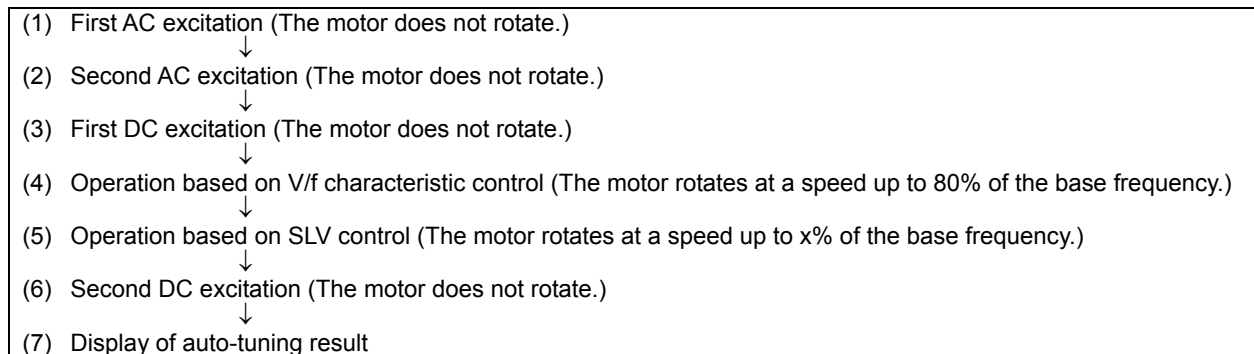 (1) First AC excitation (The motor does not rotate.)
↓
(2) Second AC excitation (The motor does not rotate.)
↓
(3) First DC excitation (The motor does not rotate.)
↓
(4) Operation based on V/f characteristic control (The motor rotates at a speed up to 80% of the base frequency.)
↓
(5) Operation based on SLV control (The motor rotates at a speed up to x% of the base frequency.)
↓
(6) Second DC excitation (The motor does not rotate.)
↓
(7) Display of auto-tuning result